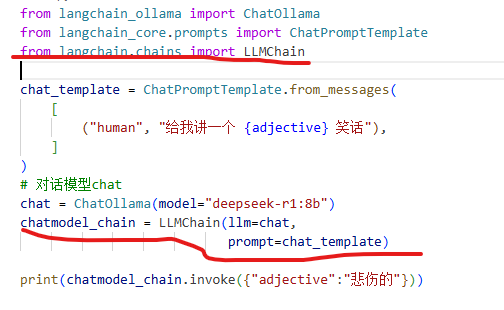 from langchain_ollama import ChatOllama
from langchain_core.prompts import ChatPromptTemplate
from langchain.chains import LLMChain
chat_template = ChatPromptTemplate.from_messages(
    [
        ("human", "给我讲一个 {adjective} 笑话"),
    ]
)
# 对话模型chat
chat = ChatOllama(model="deepseek-r1:8b")
chatmodel_chain = LLMChain(llm=chat,
                           prompt=chat_template)
print(chatmodel_chain.invoke({"adjective":"悲伤的"}))